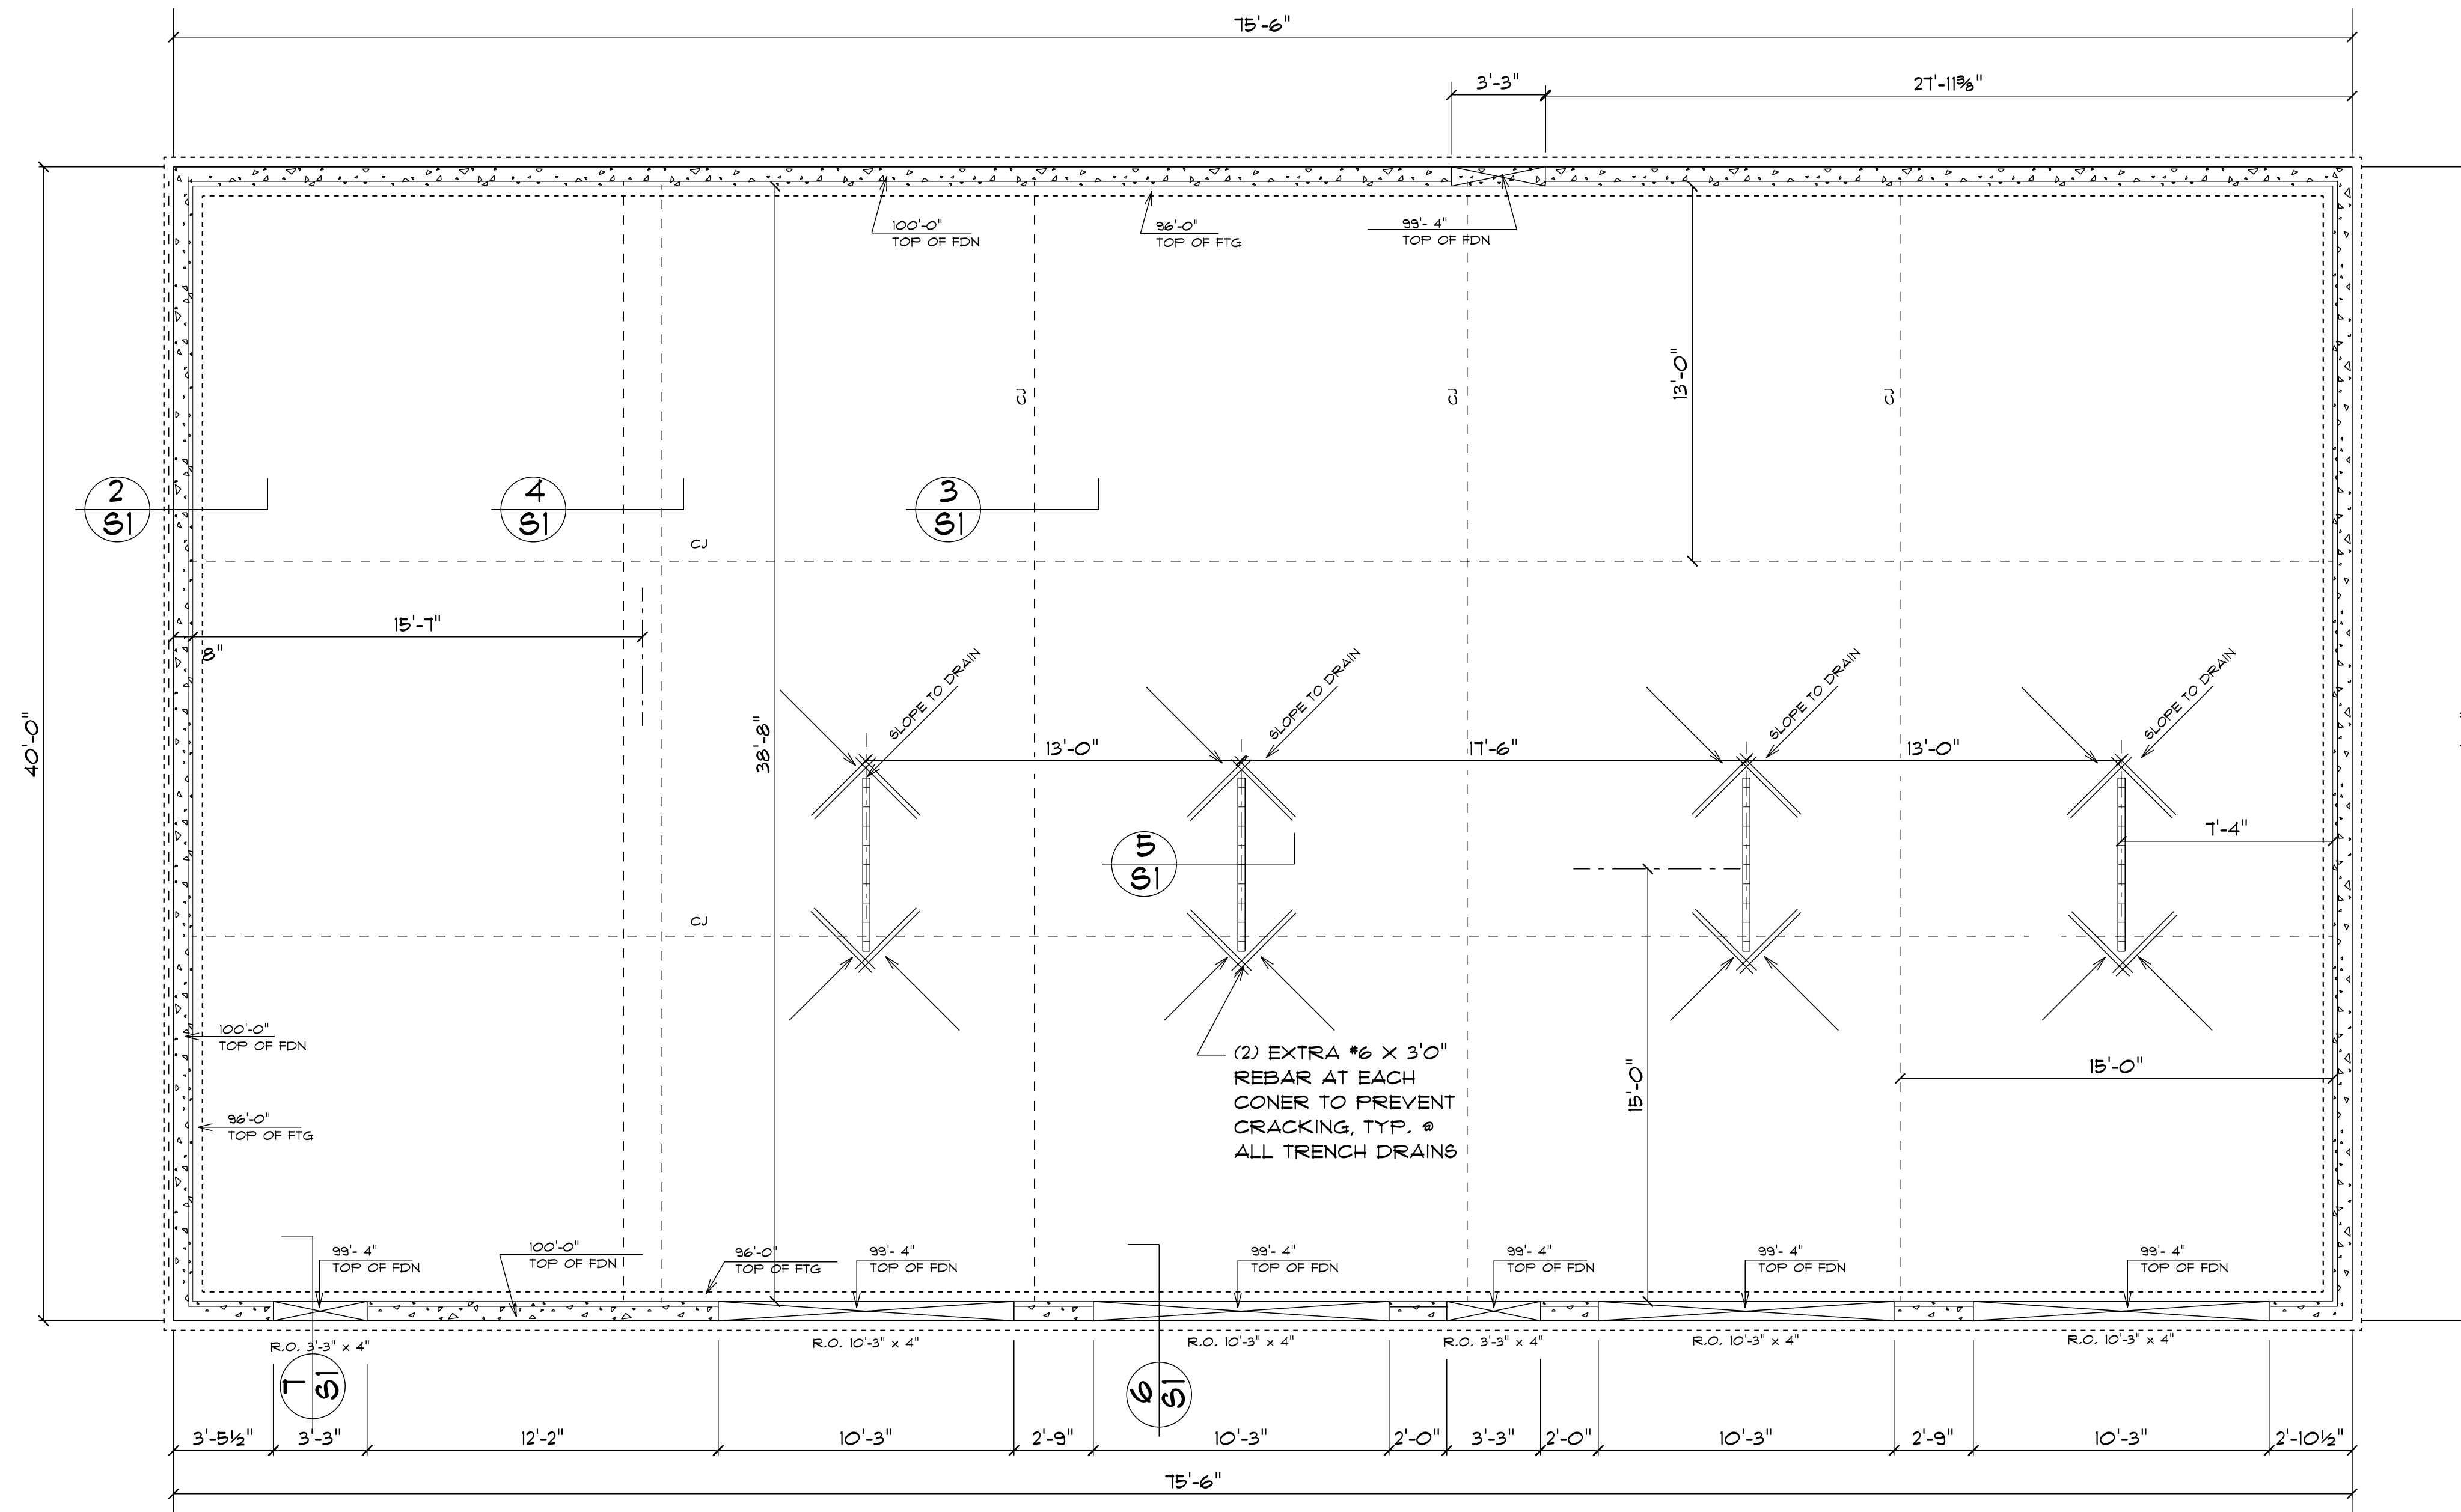 75'-6"
3'-3"
27'-11⅜"
100'-0"
TOP OF FDN
96'-0"
TOP OF FTG
99'- 4"
TOP OF FDN
13'-0"
CJ
CJ
CJ
2
S1
4
S1
3
S1
CJ
15'-7"
8"
40'-0"
38'-8"
SLOPE TO DRAIN
SLOPE TO DRAIN
SLOPE TO DRAIN
SLOPE TO DRAIN
13'-0"
17'-6"
13'-0"
7'-4"
5
S1
CJ
100'-0"
TOP OF FDN
96'-0"
TOP OF FTG
(2) EXTRA #6 X 3'0"
REBAR AT EACH
CONER TO PREVENT
CRACKING, TYP. @
ALL TRENCH DRAINS
15'-0"
15'-0"
99'- 4"
TOP OF FDN
100'-0"
TOP OF FDN
96'-0"
TOP OF FTG
99'- 4"
TOP OF FDN
99'- 4"
TOP OF FDN
99'- 4"
TOP OF FDN
99'- 4"
TOP OF FDN
99'- 4"
TOP OF FDN
R.O. 3'-3" x 4"
R.O. 10'-3" x 4"
R.O. 10'-3" x 4"
R.O. 3'-3" x 4"
R.O. 10'-3" x 4"
R.O. 10'-3" x 4"
7
S1
6
S1
3'-5½"
3'-3"
12'-2"
10'-3"
2'-9"
10'-3"
2'-0"
3'-3"
2'-0"
10'-3"
2'-9"
10'-3"
2'-10½"
75'-6"